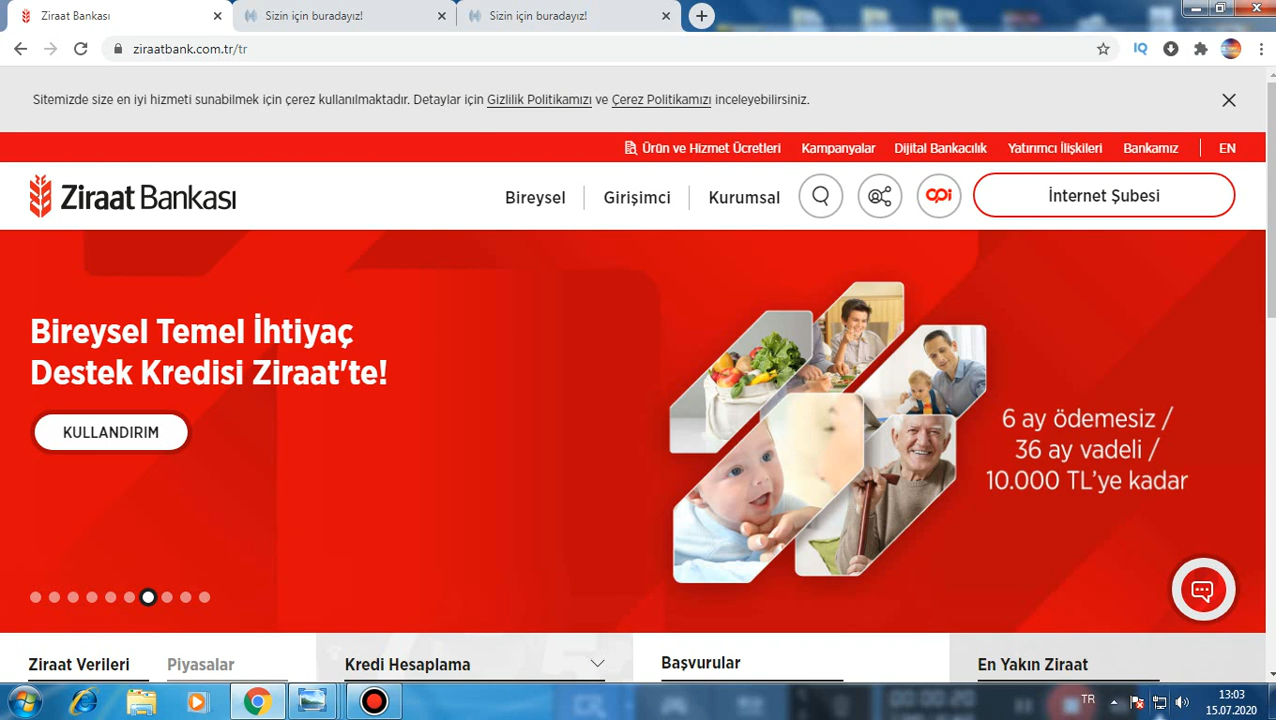 Ziraat Bankası
Sizin için buradayız!
Sizin için buradayız!
ziraatbank.com.tr/tr
IQ
Sitemizde size en iyi hizmeti sunabilmek için çerez kullanılmaktadır. Detaylar için Gizlilik Politikamızı ve Çerez Politikamızı inceleyebilirsiniz.
Ürün ve Hizmet Ücretleri Kampanyalar Dijital Bankacılık Yatırımcı İlişkileri Bankamız EN
Ziraat Bankası
Bireysel Girişimci Kurumsal
api
İnternet Şubesi
Bireysel Temel İhtiyaç
Destek Kredisi Ziraat'te!
KULLANDIRIM
6 ay ödemesiz /
36 ay vadeli /
10.000 TL'ye kadar
Ziraat Verileri Piyasalar
Kredi Hesaplama
Başvurular
En Yakın Ziraat
00:00:20
TR
13:03
15.07.2020